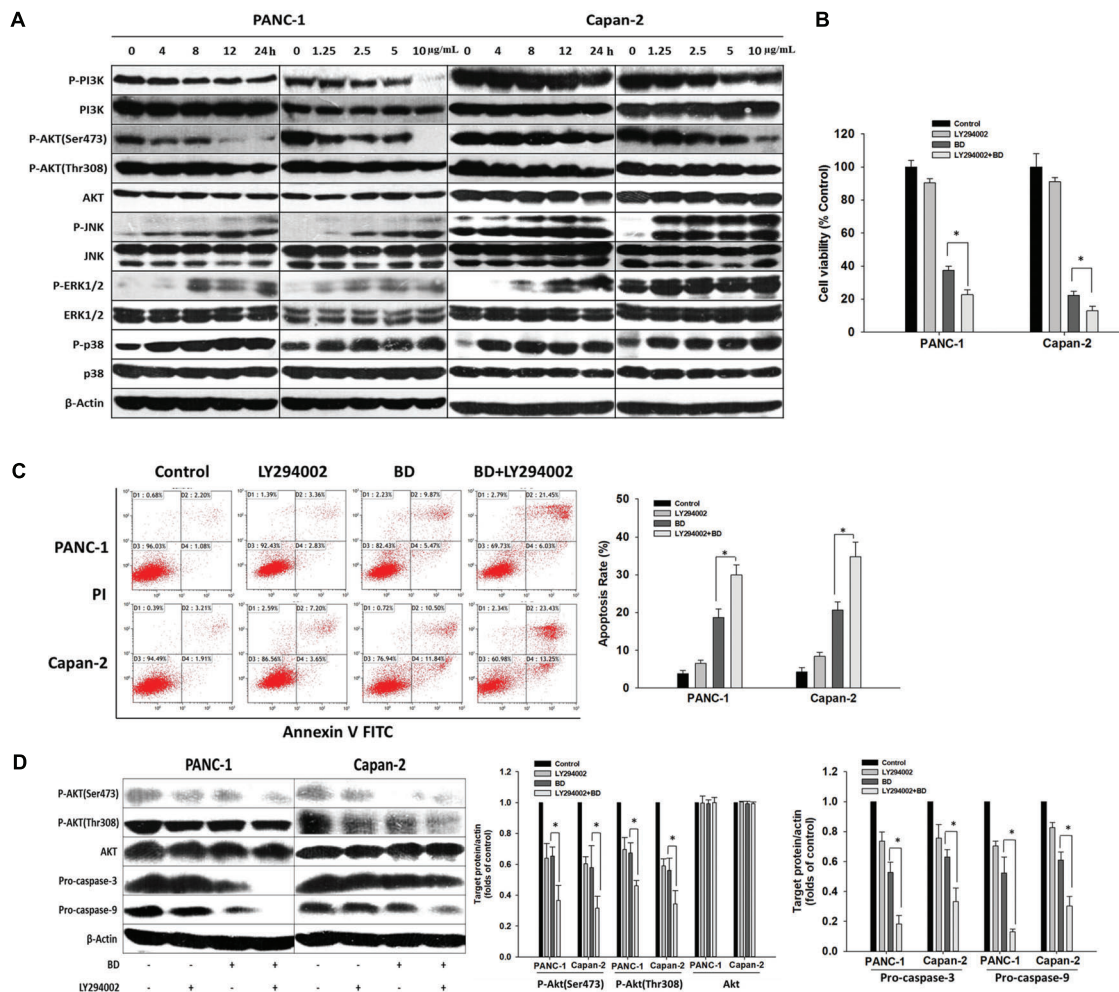 A
PANC-1 Capan-2
0 4 8 12 24 h 0 1.25 2.5 5 10 μg/mL 0 4 8 12 24 h 0 1.25 2.5 5 10 μg/mL
P-PI3K
PI3K
P-AKT(Ser473)
P-AKT(Thr308)
AKT
P-JNK
JNK
P-ERK1/2
ERK1/2
P-p38
p38
β-Actin
B
Control
LY294002
BD
LY294002+BD
Cell viability (% Control)
120
100
80
60
40
20
0
* *
PANC-1 Capan-2
C
Control LY294002 BD BD+LY294002
PANC-1
PI
Capan-2
D1 : 0.68% D2 : 2.20% D1 : 1.39% D2 : 3.36% D1 : 2.23% D2 : 9.87% D1 : 2.79% D2 : 21.45%
D3 : 96.03% D4 : 1.08% D3 : 92.43% D4 : 2.83% D3 : 82.43% D4 : 5.47% D3 : 69.73% D4 : 6.03%
D1 : 0.39% D2 : 3.21% D1 : 2.59% D2 : 7.20% D1 : 0.72% D2 : 10.50% D1 : 2.34% D2 : 23.43%
D3 : 94.49% D4 : 1.91% D3 : 86.56% D4 : 3.65% D3 : 76.94% D4 : 11.84% D3 : 60.98% D4 : 13.25%
Annexin V FITC
Control
LY294002
BD
LY294002+BD
Apoptosis Rate (%)
50
40
30
20
10
0
* *
PANC-1 Capan-2
D
PANC-1 Capan-2
P-AKT(Ser473)
P-AKT(Thr308)
AKT
Pro-caspase-3
Pro-caspase-9
β-Actin
BD - - + + - - + +
LY294002 - + - + - + - +
Control
LY294002
BD
LY294002+BD
Target protein/actin
(folds of control)
1.2
1.0
0.8
0.6
0.4
0.2
0.0
* * * *
PANC-1 Capan-2 PANC-1 Capan-2 PANC-1 Capan-2
P-Akt(Ser473) P-Akt(Thr308) Akt
Control
LY294002
BD
LY294002+BD
Target protein/actin
(folds of control)
1.2
1.0
0.8
0.6
0.4
0.2
0.0
* * * *
PANC-1 Capan-2 PANC-1 Capan-2
Pro-caspase-3 Pro-caspase-9